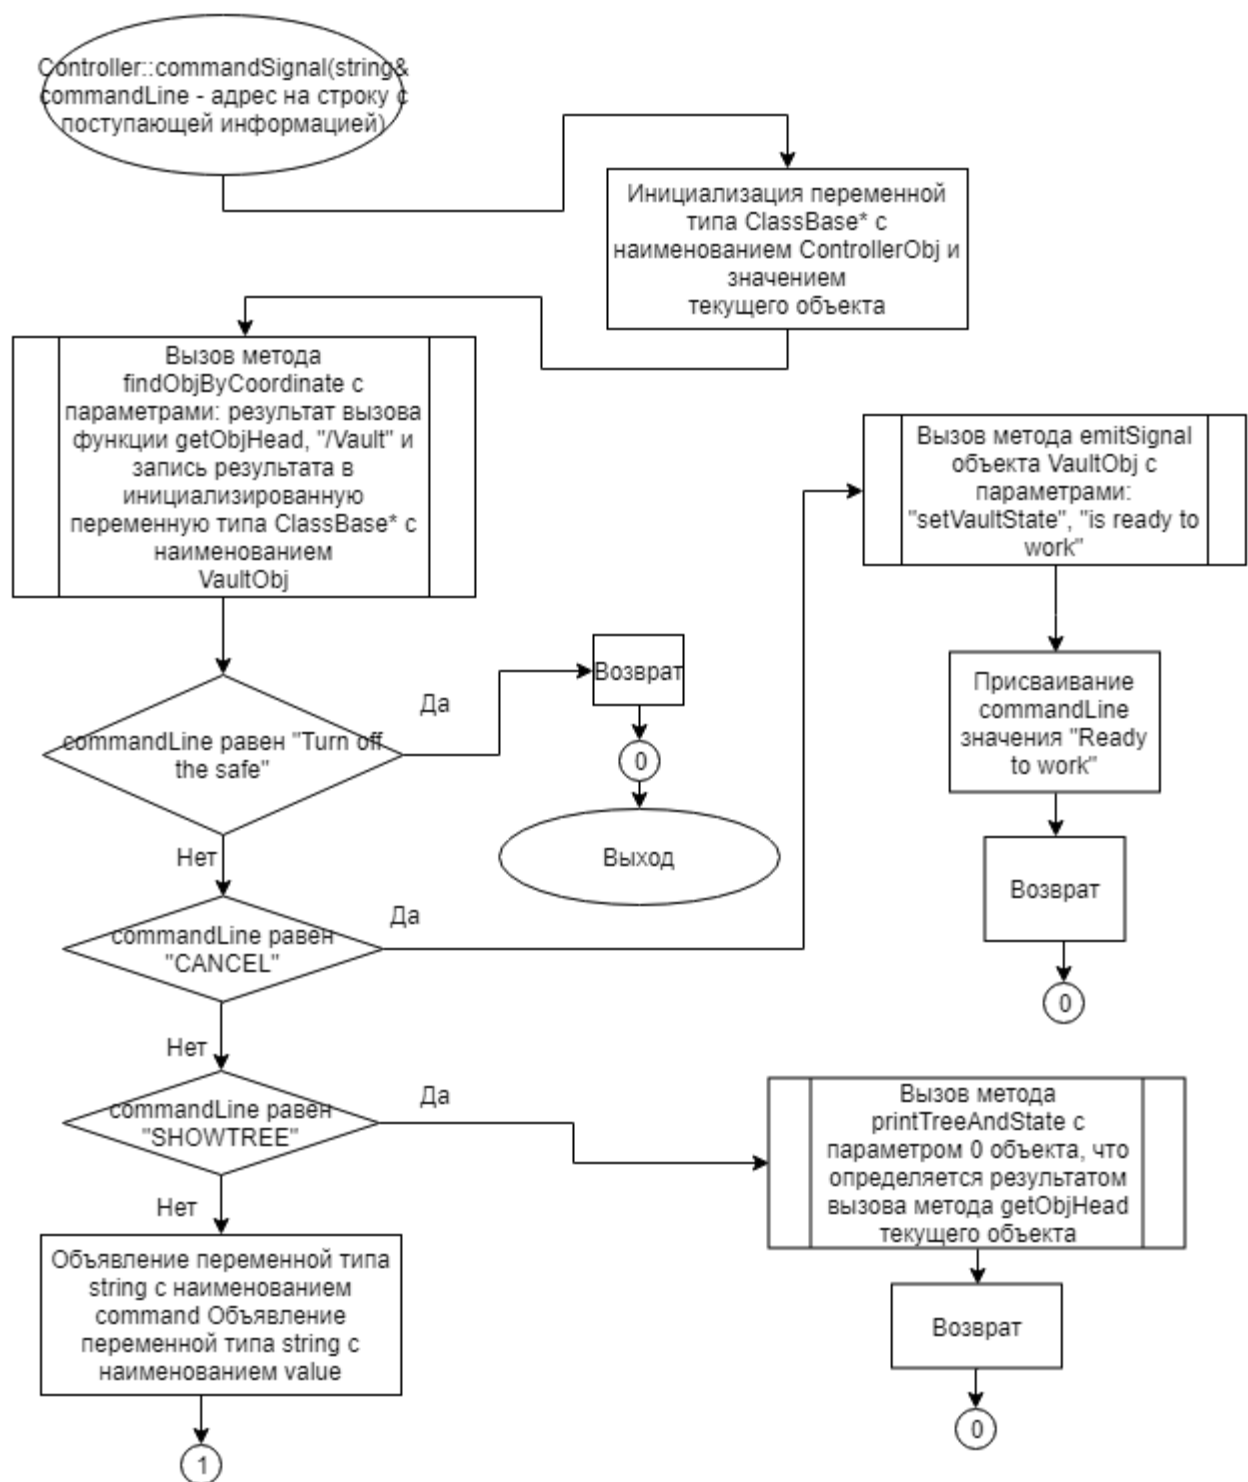 Controller::commandSignal(string&
commandLine - адрес на строку с
поступающей информацией)
Инициализация переменной
типа ClassBase* с
наименованием ControllerObj и
значением
текущего объекта
Вызов метода
findObjByCoordinate с
параметрами: результат вызова
функции getObjHead, "/Vault" и
запись результата в
инициализированную
переменную типа ClassBase* с
наименованием
VaultObj
Вызов метода emitSignal
объекта VaultObj с
параметрами:
"setVaultState", "is ready to
work"
commandLine равен "Turn off
the safe"
Да
Возврат
0
Выход
Присваивание
commandLine
значения "Ready
to work"
Возврат
0
Нет
commandLine равен
"CANCEL"
Да
Нет
commandLine равен
"SHOWTREE"
Да
Вызов метода
printTreeAndState с
параметром 0 объекта, что
определяется результатом
вызова метода getObjHead
текущего объекта
Возврат
0
Нет
Объявление переменной типа
string с наименованием
command Объявление
переменной типа string с
наименованием value
1